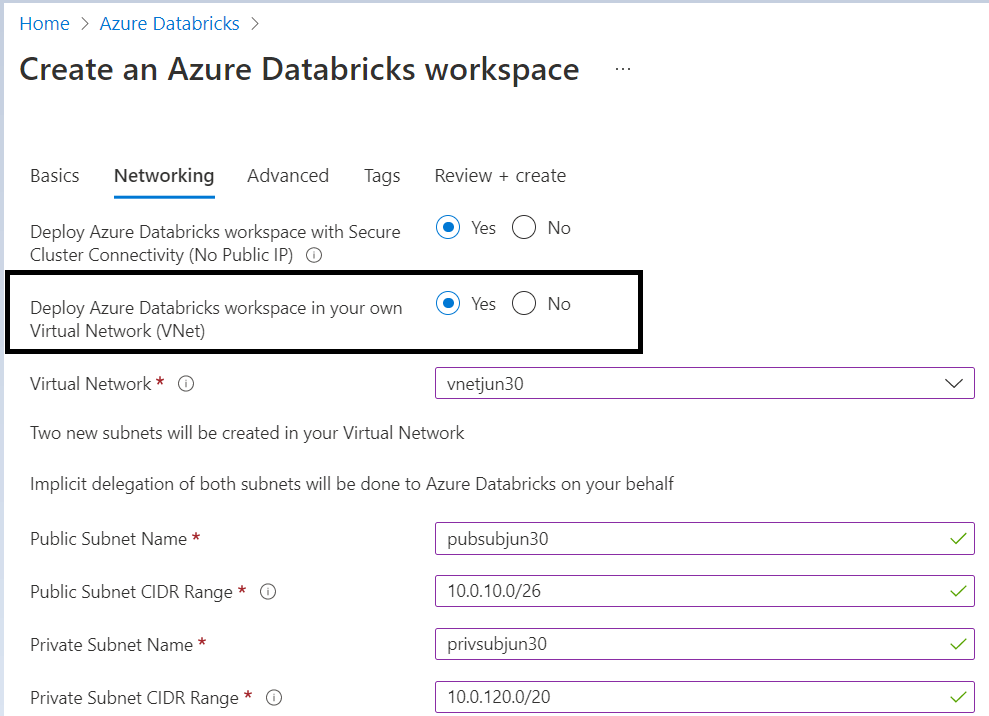 Home > Azure Databricks >
Create an Azure Databricks workspace ...
Basics Networking Advanced Tags Review + create
Deploy Azure Databricks workspace with Secure Yes No
Cluster Connectivity (No Public IP)
Deploy Azure Databricks workspace in your own Yes No
Virtual Network (VNet)
Virtual Network * vnetjun30
Two new subnets will be created in your Virtual Network
Implicit delegation of both subnets will be done to Azure Databricks on your behalf
Public Subnet Name * pubsubjun30
Public Subnet CIDR Range * 10.0.10.0/26
Private Subnet Name * privsubjun30
Private Subnet CIDR Range * 10.0.120.0/20